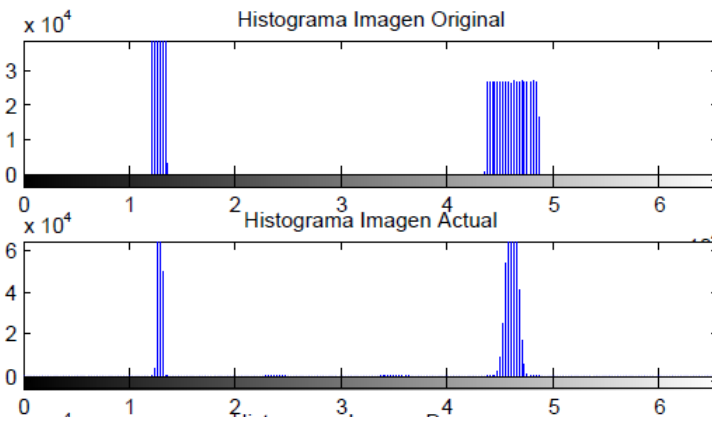 Histograma Imagen Original
x 10⁴
3
2
1
0
0 1 2 3 4 5 6
x 10⁴
Histograma Imagen Actual
6
4
2
0
0 1 2 3 4 5 6